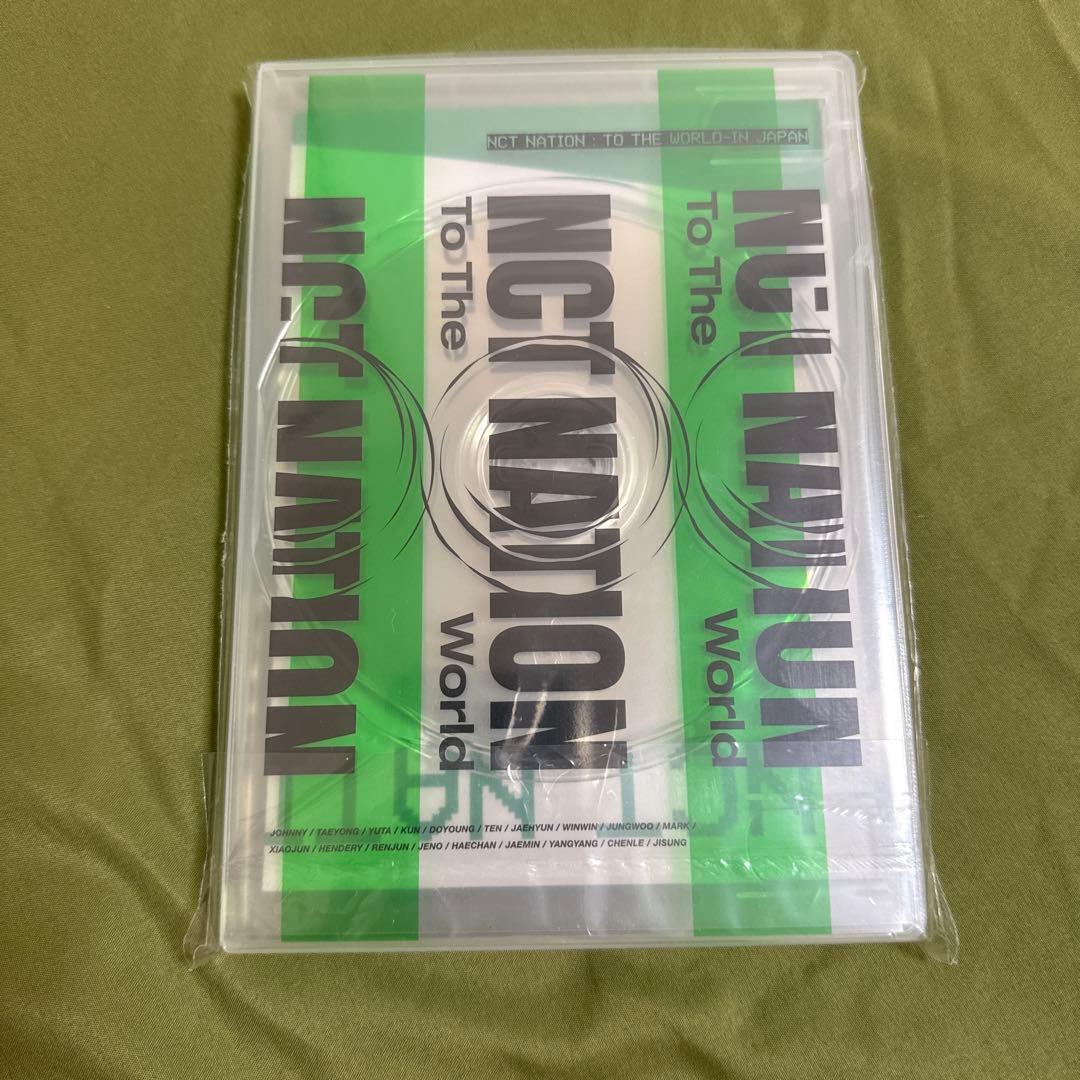 NCT NATION : TO THE WORLD-IN JAPAN
NCT NATION
To The World
NCT NATION
To The World
NCT NATION
NCT NATION
JOHNNY / TAEYONG / YUTA / KUN / DOYOUNG / TEN / JAEHYUN / WINWIN / JUNGWOO / MARK /
XIAOJUN / HENDERY / RENJUN / JENO / HAECHAN / JAEMIN / YANGYANG / CHENLE / JISUNG